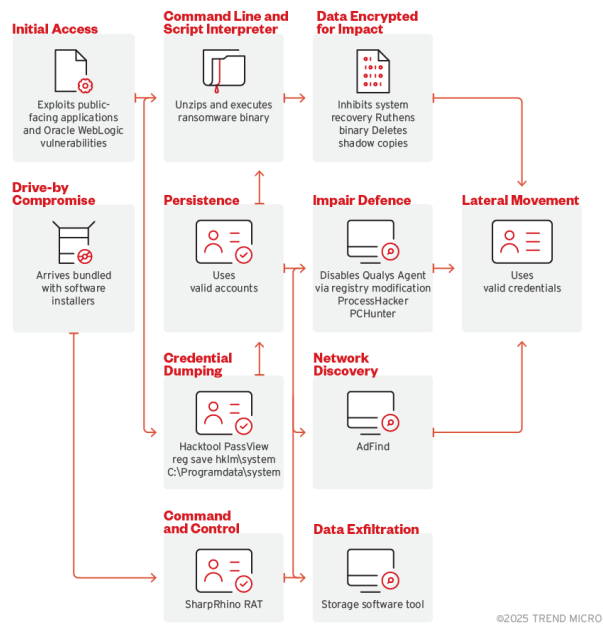 Initial Access
Exploits public-
facing applications
and Oracle WebLogic
vulnerabilities
Command Line and
Script Interpreter
Unzips and executes
ransomware binary
Data Encrypted
for Impact
Inhibits system
recovery Ruthens
binary Deletes
shadow copies
Drive-by
Compromise
Arrives bundled
with software
installers
Persistence
Uses
valid accounts
Impair Defence
Disables Qualys Agent
via registry modification
ProcessHacker
PCHunter
Lateral Movement
Uses
valid credentials
Credential
Dumping
Hacktool PassView
reg save hklm\system
C:\Programdata\system
Network
Discovery
AdFind
Command
and Control
SharpRhino RAT
Data Exfiltration
Storage software tool
©2025 TREND MICRO